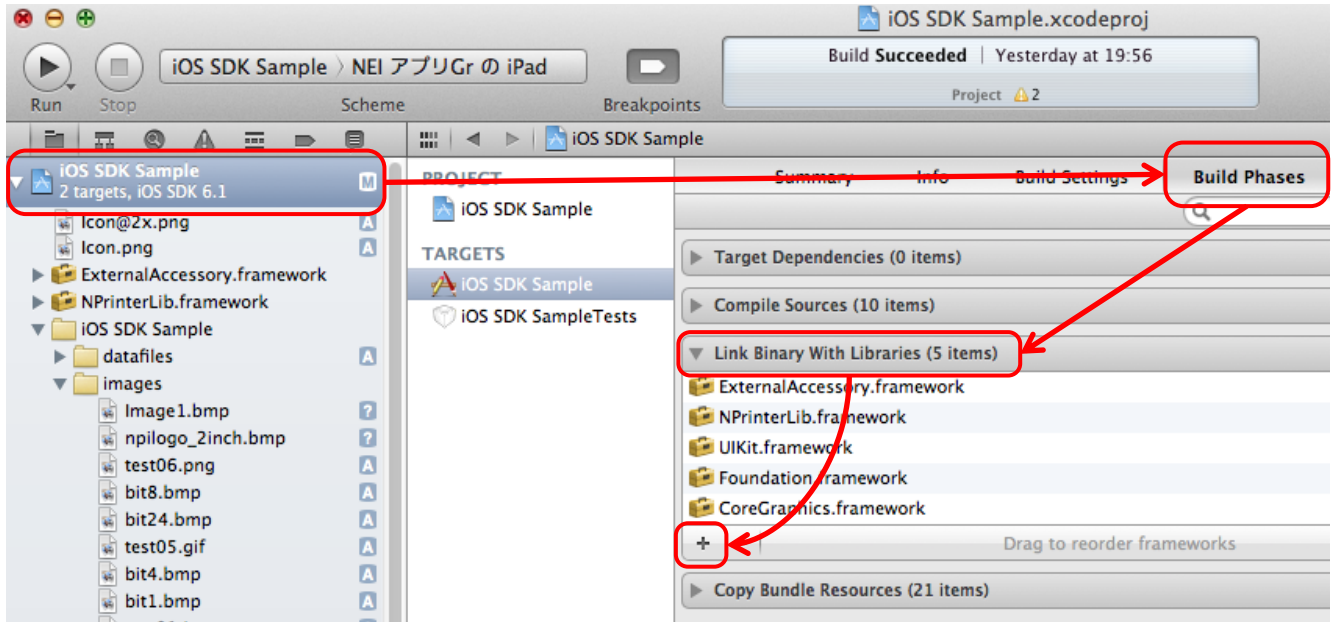 iOS SDK Sample.xcodeproj
iOS SDK Sample 〉 NEI アプリGr の iPad
Build Succeeded | Yesterday at 19:56
Project 2
Run Stop Scheme Breakpoints
iOS SDK Sample
iOS SDK Sample
2 targets, iOS SDK 6.1
M
Icon@2x.png A
Icon.png A
ExternalAccessory.framework
NPrinterLib.framework
iOS SDK Sample
datafiles A
images
Image1.bmp ?
npilogo_2inch.bmp ?
test06.png A
bit8.bmp A
bit24.bmp A
test05.gif A
bit4.bmp A
bit1.bmp A
PROJECT
iOS SDK Sample
TARGETS
iOS SDK Sample
iOS SDK SampleTests
Summary Info Build Settings Build Phases
Target Dependencies (0 items)
Compile Sources (10 items)
Link Binary With Libraries (5 items)
ExternalAccessory.framework
NPrinterLib.framework
UIKit.framework
Foundation.framework
CoreGraphics.framework
+ Drag to reorder frameworks
Copy Bundle Resources (21 items)